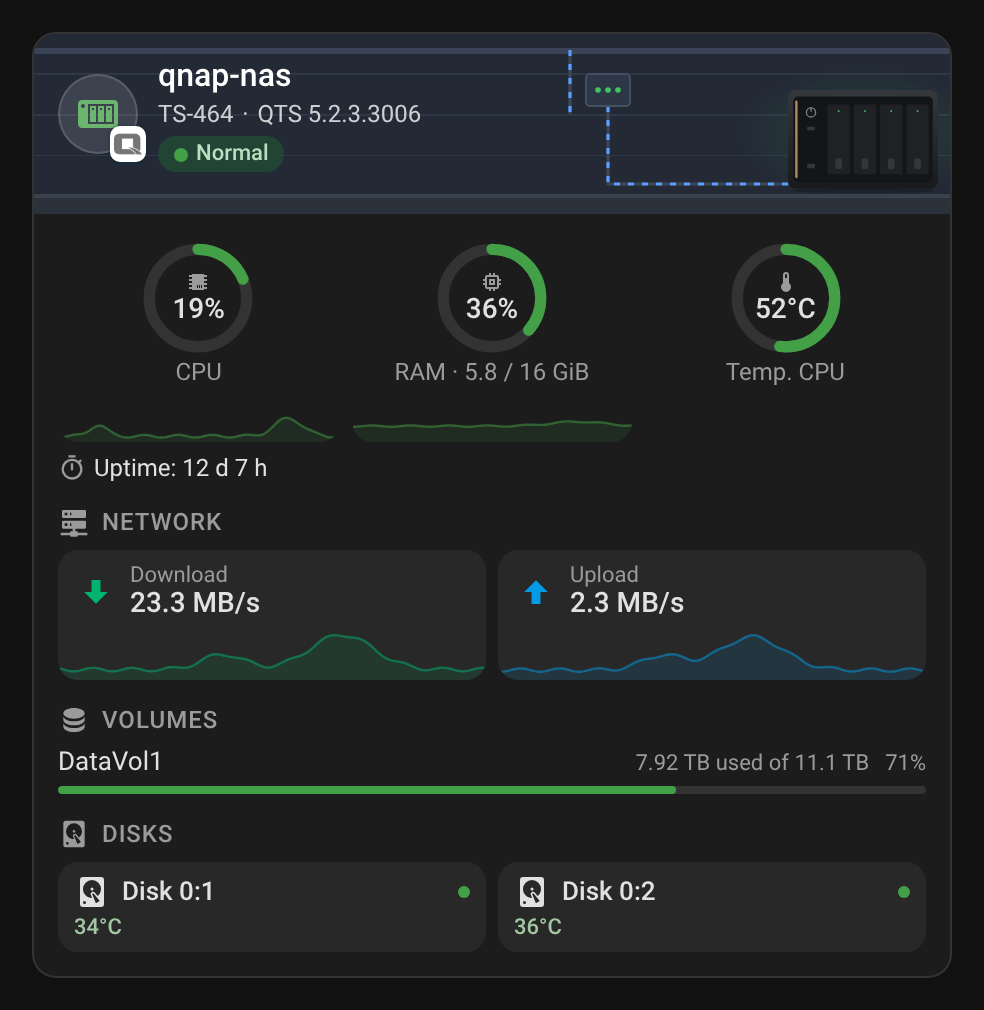 qnap-nas
TS-464 · QTS 5.2.3.3006
Normal
19%
36%
52°C
CPU
RAM · 5.8 / 16 GiB
Temp. CPU
Uptime: 12 d 7 h
NETWORK
Download
23.3 MB/s
Upload
2.3 MB/s
VOLUMES
DataVol1
7.92 TB used of 11.1 TB 71%
DISKS
Disk 0:1
34°C
Disk 0:2
36°C